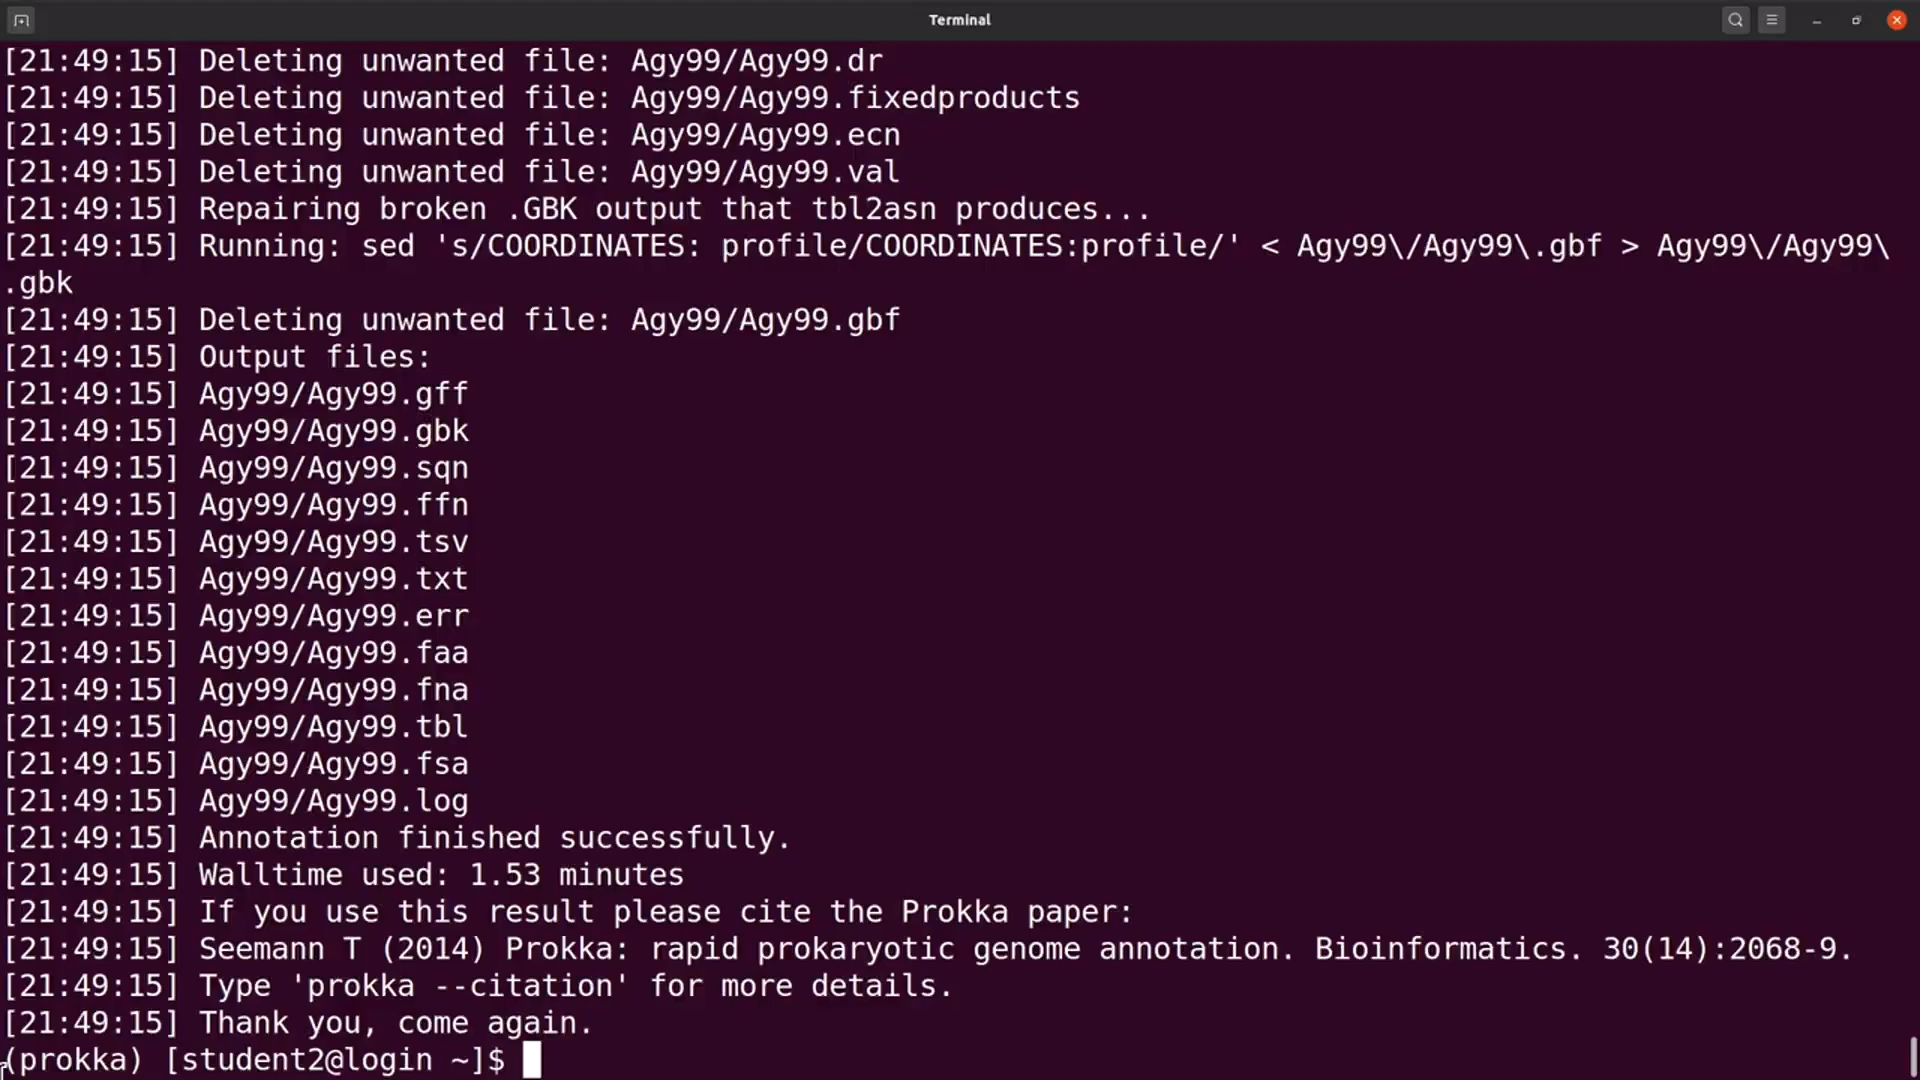 Terminal
[21:49:15] Deleting unwanted file: Agy99/Agy99.dr
[21:49:15] Deleting unwanted file: Agy99/Agy99.fixedproducts
[21:49:15] Deleting unwanted file: Agy99/Agy99.ecn
[21:49:15] Deleting unwanted file: Agy99/Agy99.val
[21:49:15] Repairing broken .GBK output that tbl2asn produces...
[21:49:15] Running: sed 's/COORDINATES: profile/COORDINATES:profile/' < Agy99\/Agy99\.gbf > Agy99\/Agy99\
.gbk
[21:49:15] Deleting unwanted file: Agy99/Agy99.gbf
[21:49:15] Output files:
[21:49:15] Agy99/Agy99.gff
[21:49:15] Agy99/Agy99.gbk
[21:49:15] Agy99/Agy99.sqn
[21:49:15] Agy99/Agy99.ffn
[21:49:15] Agy99/Agy99.tsv
[21:49:15] Agy99/Agy99.txt
[21:49:15] Agy99/Agy99.err
[21:49:15] Agy99/Agy99.faa
[21:49:15] Agy99/Agy99.fna
[21:49:15] Agy99/Agy99.tbl
[21:49:15] Agy99/Agy99.fsa
[21:49:15] Agy99/Agy99.log
[21:49:15] Annotation finished successfully.
[21:49:15] Walltime used: 1.53 minutes
[21:49:15] If you use this result please cite the Prokka paper:
[21:49:15] Seemann T (2014) Prokka: rapid prokaryotic genome annotation. Bioinformatics. 30(14):2068-9.
[21:49:15] Type 'prokka --citation' for more details.
[21:49:15] Thank you, come again.
(prokka) [student2@login ~]$